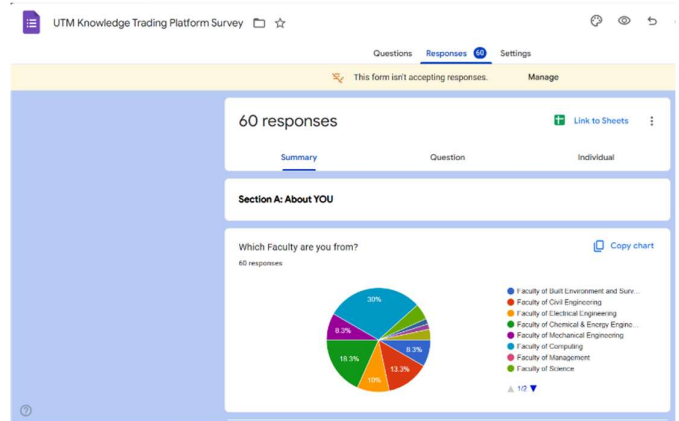 UTM Knowledge Trading Platform Survey
Questions Responses 60 Settings
This form isn't accepting responses. Manage
60 responses
Link to Sheets
Summary Question Individual
Section A: About YOU
Which Faculty are you from?
Copy chart
60 responses
30%
8.3%
18.3%
10%
13.3%
8.3%
Faculty of Built Environment and Surv...
Faculty of Civil Engineering
Faculty of Electrical Engineering
Faculty of Chemical & Energy Engine...
Faculty of Mechanical Engineering
Faculty of Computing
Faculty of Management
Faculty of Science
1/2